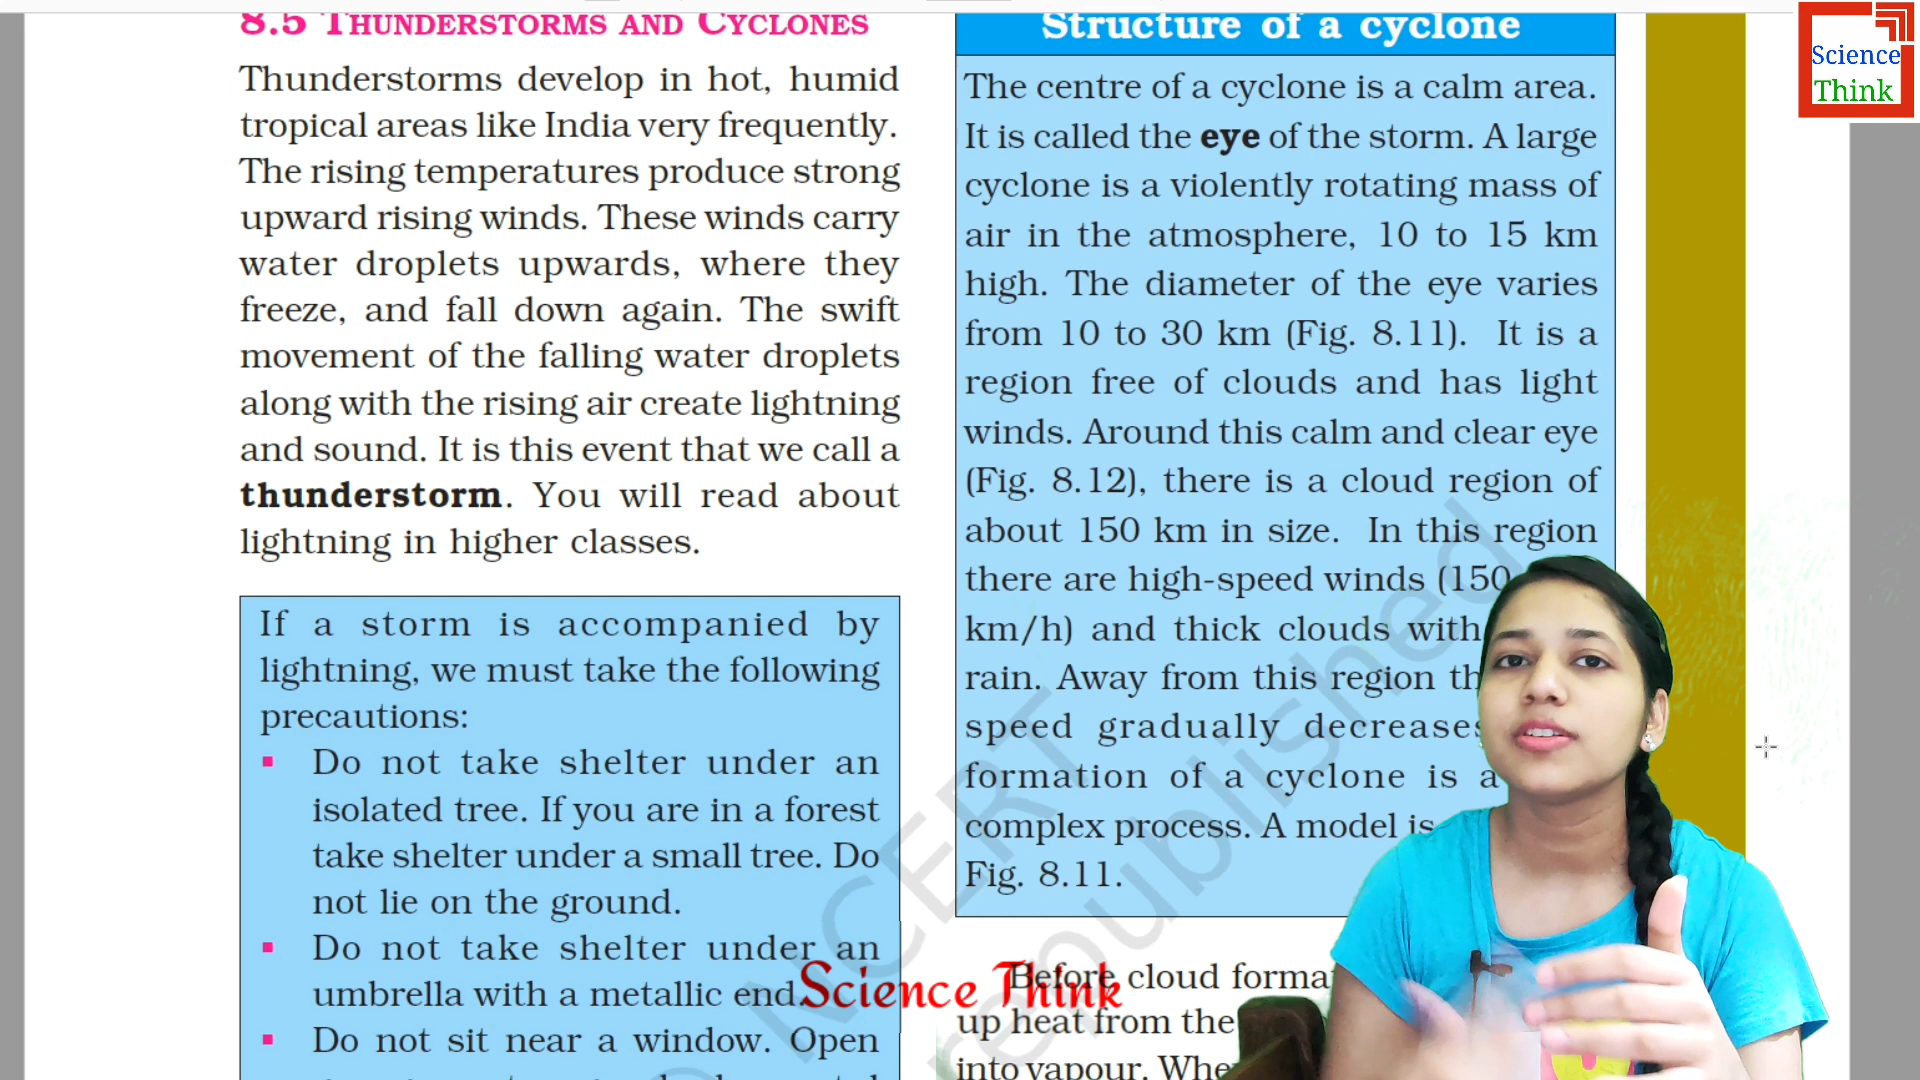 8.5 THUNDERSTORMS AND CYCLONES
Thunderstorms develop in hot, humid
tropical areas like India very frequently.
The rising temperatures produce strong
upward rising winds. These winds carry
water droplets upwards, where they
freeze, and fall down again. The swift
movement of the falling water droplets
along with the rising air create lightning
and sound. It is this event that we call a
thunderstorm. You will read about
lightning in higher classes.
If a storm is accompanied by
lightning, we must take the following
precautions:
▪ Do not take shelter under an
isolated tree. If you are in a forest
take shelter under a small tree. Do
not lie on the ground.
▪ Do not take shelter under an
umbrella with a metallic end.
▪ Do not sit near a window. Open
Structure of a cyclone
The centre of a cyclone is a calm area.
It is called the eye of the storm. A large
cyclone is a violently rotating mass of
air in the atmosphere, 10 to 15 km
high. The diameter of the eye varies
from 10 to 30 km (Fig. 8.11). It is a
region free of clouds and has light
winds. Around this calm and clear eye
(Fig. 8.12), there is a cloud region of
about 150 km in size. In this region
there are high-speed winds (150
km/h) and thick clouds with
rain. Away from this region
speed gradually decreases
formation of a cyclone is a
complex process. A model is
Fig. 8.11.
Before cloud
up heat from the
into vapour.
Science Think
NCERT
republished
Science
Think